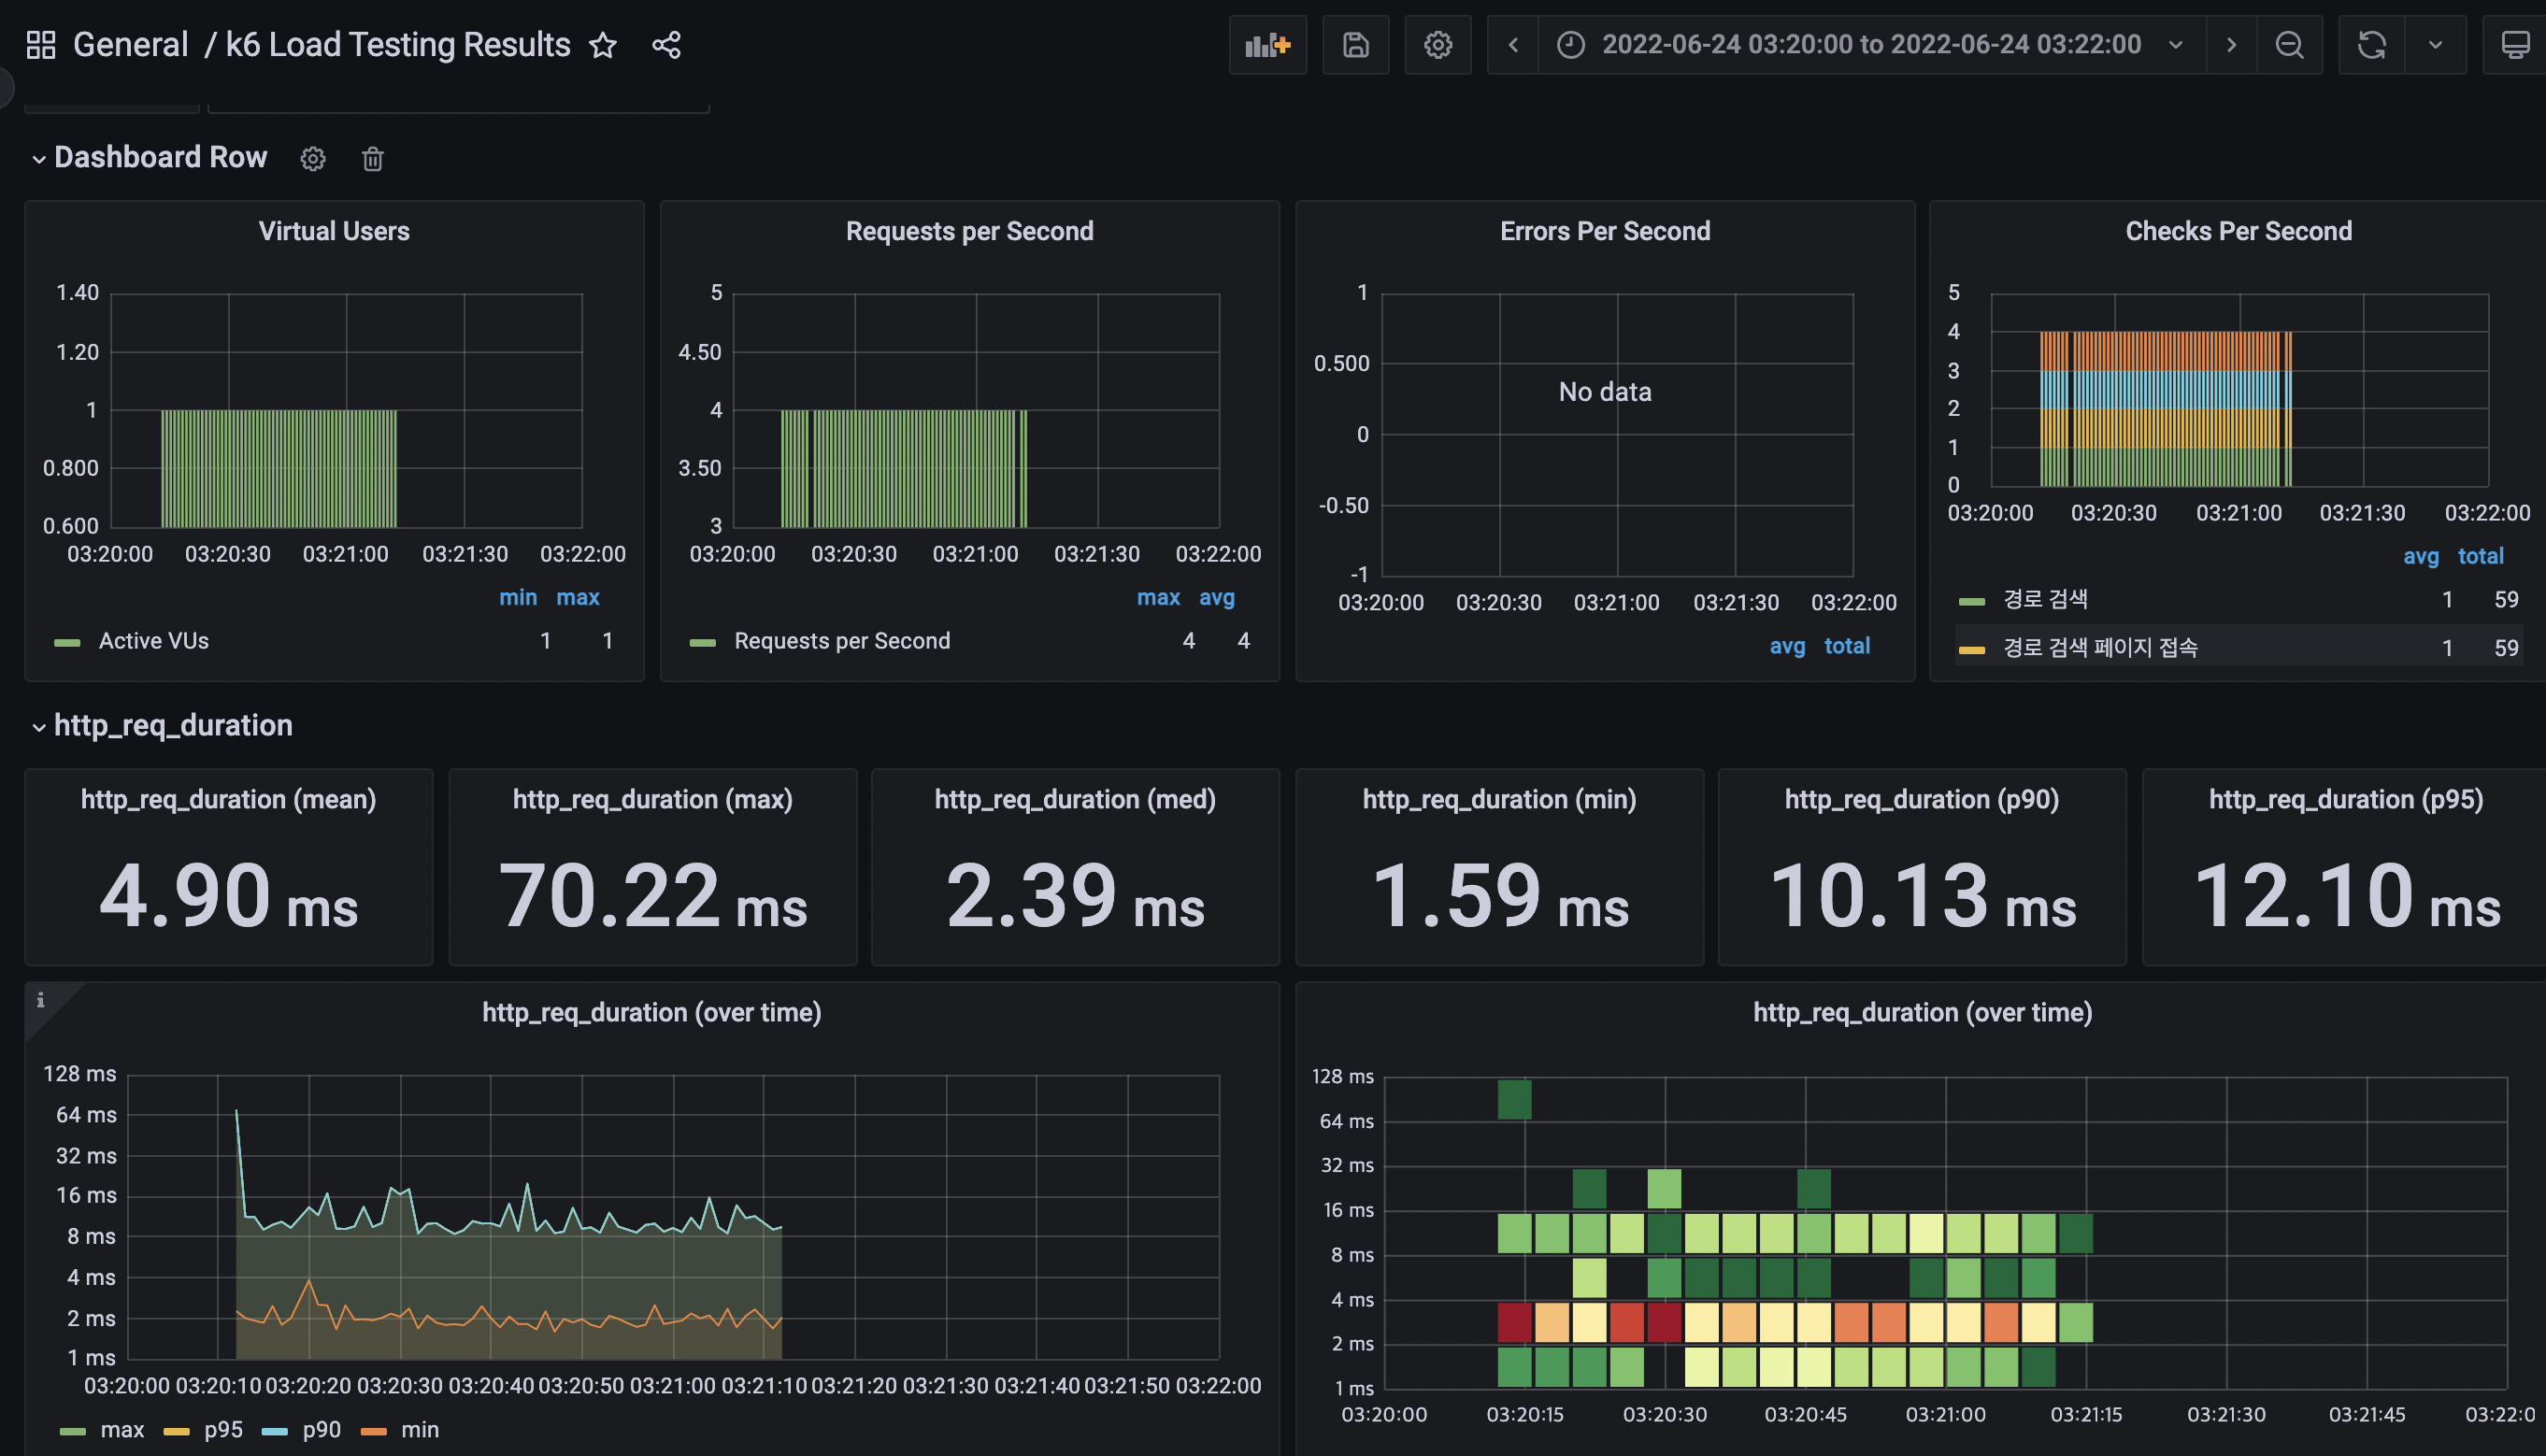 General / k6 Load Testing Results
2022-06-24 03:20:00 to 2022-06-24 03:22:00
Dashboard Row
Virtual Users
1.40
1.20
1
0.800
0.600
03:20:00 03:20:30 03:21:00 03:21:30 03:22:00
min max
Active VUs 1 1
Requests per Second
5
4.50
4
3.50
3
03:20:00 03:20:30 03:21:00 03:21:30 03:22:00
max avg
Requests per Second 4 4
Errors Per Second
1
0.500
No data
0
-0.50
-1
03:20:00 03:20:30 03:21:00 03:21:30 03:22:00
avg total
Checks Per Second
5
4
3
2
1
0
03:20:00 03:20:30 03:21:00 03:21:30 03:22:00
avg total
경로 검색 1 59
경로 검색 페이지 접속 1 59
http_req_duration
http_req_duration (mean)
4.90 ms
http_req_duration (max)
70.22 ms
http_req_duration (med)
2.39 ms
http_req_duration (min)
1.59 ms
http_req_duration (p90)
10.13 ms
http_req_duration (p95)
12.10 ms
i
http_req_duration (over time)
128 ms
64 ms
32 ms
16 ms
8 ms
4 ms
2 ms
1 ms
03:20:00 03:20:10 03:20:20 03:20:30 03:20:40 03:20:50 03:21:00 03:21:10 03:21:20 03:21:30 03:21:40 03:21:50 03:22:00
max p95 p90 min
http_req_duration (over time)
128 ms
64 ms
32 ms
16 ms
8 ms
4 ms
2 ms
1 ms
03:20:00 03:20:15 03:20:30 03:20:45 03:21:00 03:21:15 03:21:30 03:21:45 03:22:0